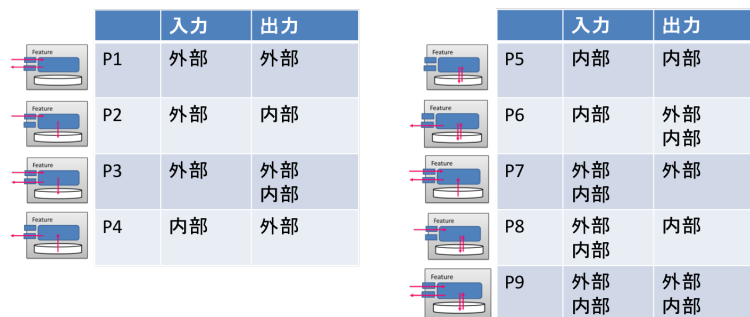 入力 出力
Feature P1 外部 外部
Feature P2 外部 内部
Feature P3 外部 外部
内部
Feature P4 内部 外部
入力 出力
Feature P5 内部 内部
Feature P6 内部 外部
内部
Feature P7 外部 外部
内部
Feature P8 外部 内部
内部
Feature P9 外部 外部
内部 内部